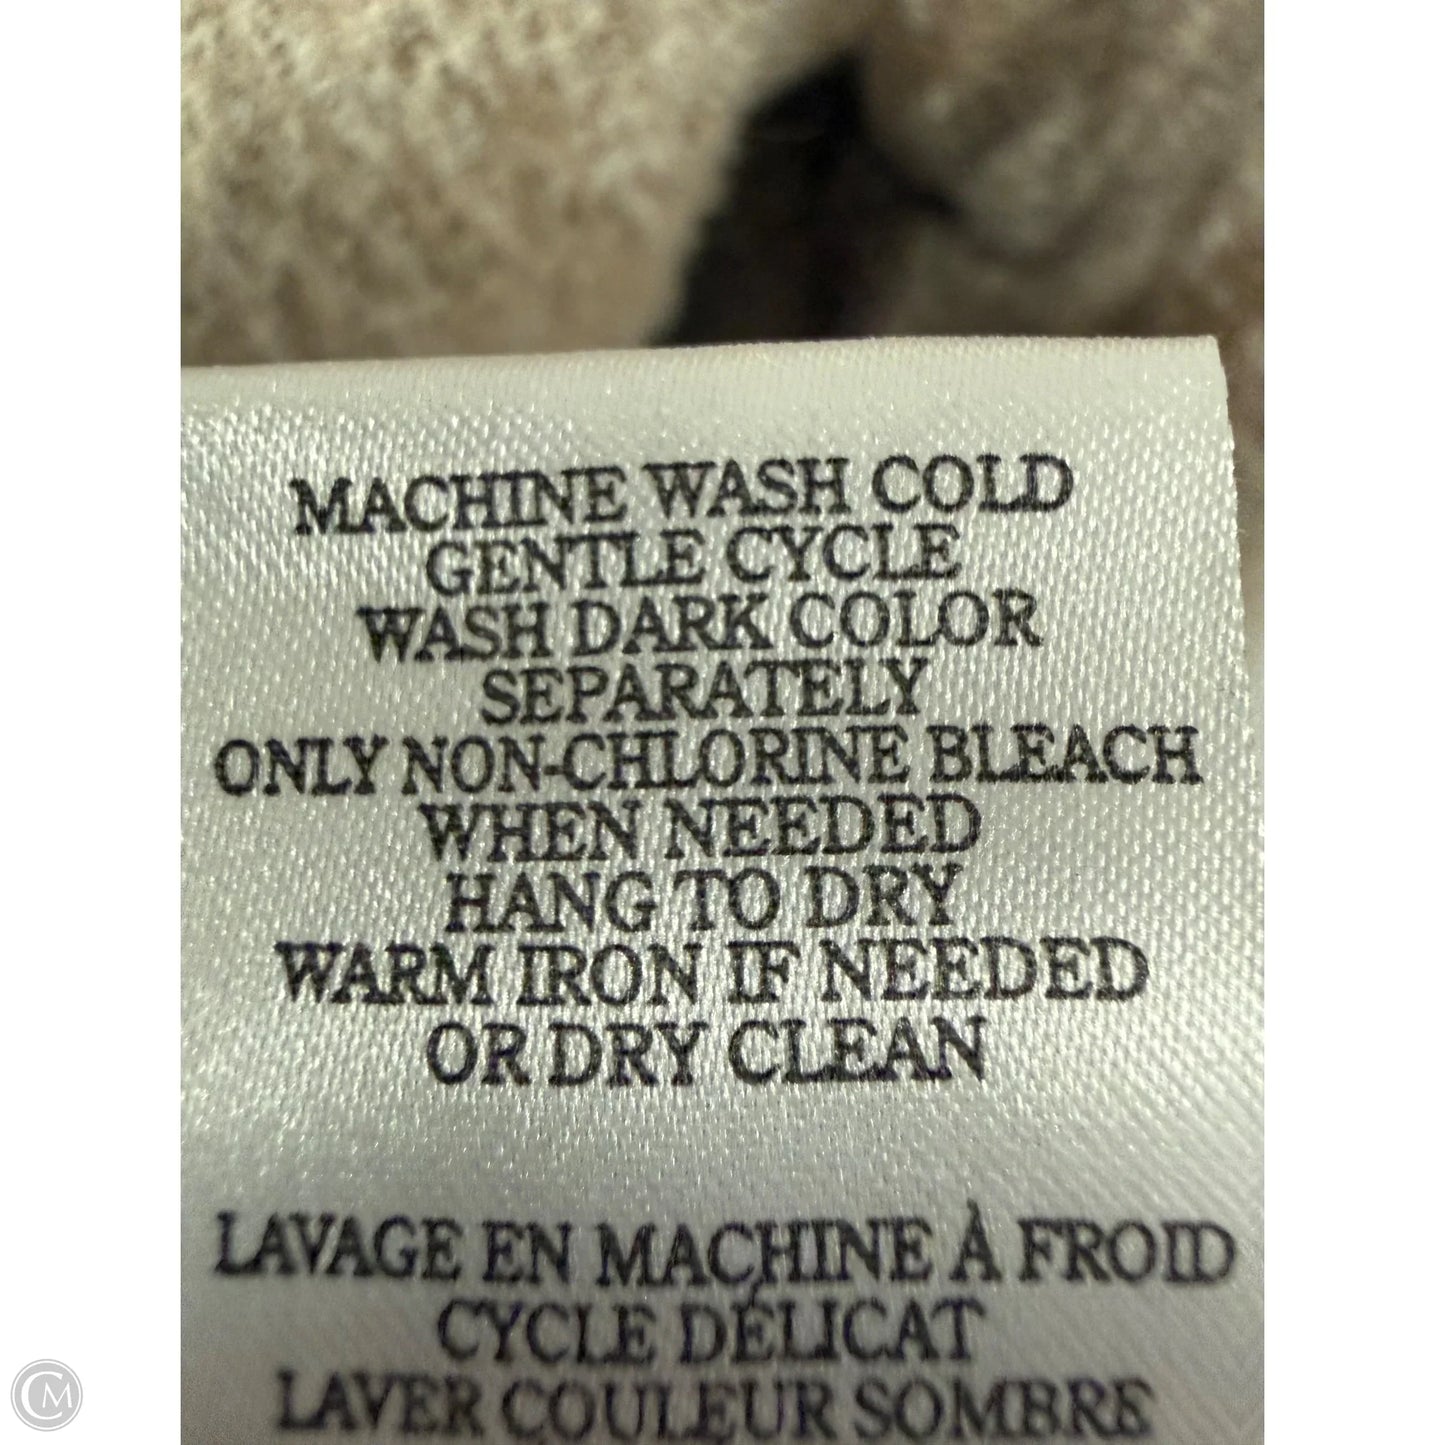 MACHINE WASH COLD
GENTLE CYCLE
WASH DARK COLOR
SEPARATELY
ONLY NON-CHLORINE BLEACH
WHEN NEEDED
HANG TO DRY
WARM IRON IF NEEDED
OR DRY CLEAN
LAVAGE EN MACHINE À FROID
CYCLE DÉLICAT
LAVER COULEUR SOMBRE
CM